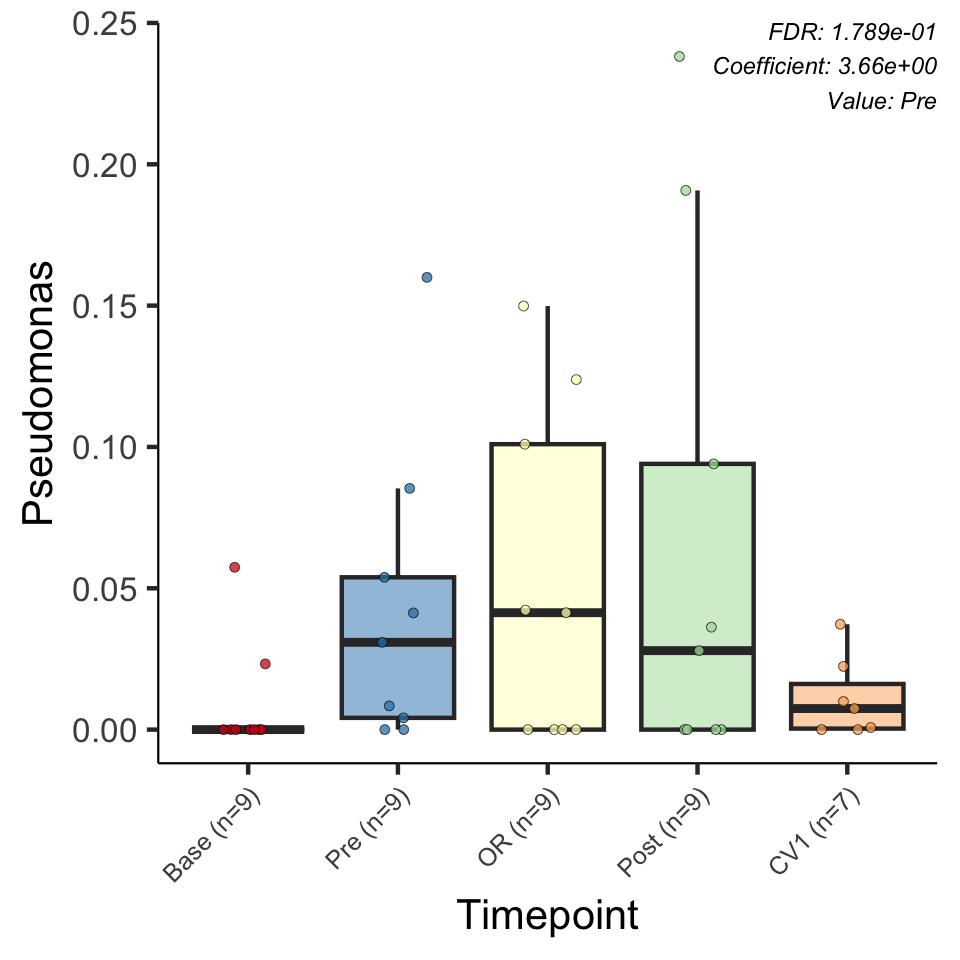 FDR: 1.789e-01
Coefficient: 3.66e+00
Value: Pre
0.25
0.20
0.15
0.10
0.05
0.00
Pseudomonas
Base (n=9)
Pre (n=9)
OR (n=9)
Post (n=9)
CV1 (n=7)
Timepoint